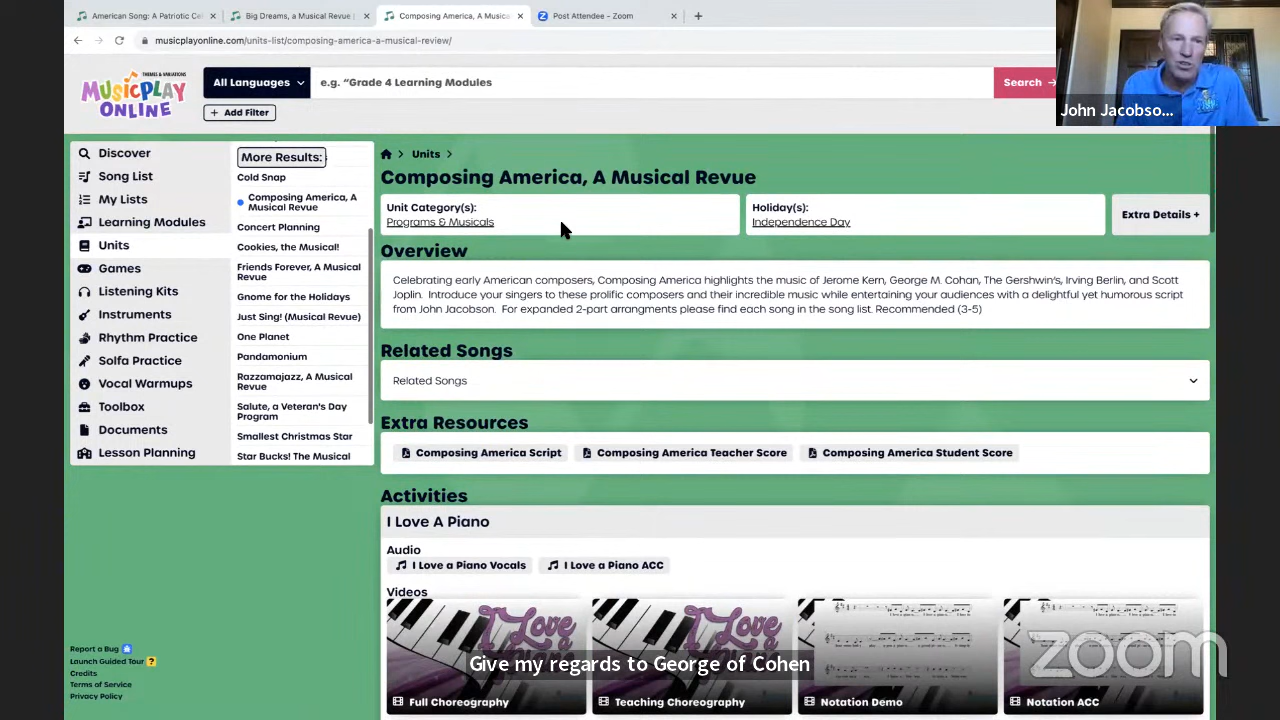 American Song: A Patriotic Cel
Big Dreams, a Musical Revue |
Composing America, A Musica
Post Attendee - Zoom
musicplayonline.com/units-list/composing-america-a-musical-review/
THEMES & VARIATIONS
MUSICPLAY
ONLINE
All Languages
e.g. "Grade 4 Learning Modules
Search →
+ Add Filter
John Jacobso...
Discover
Song List
My Lists
Learning Modules
Units
Games
Listening Kits
Instruments
Rhythm Practice
Solfa Practice
Vocal Warmups
Toolbox
Documents
Lesson Planning
More Results:
Cold Snap
Composing America, A
Musical Revue
Concert Planning
Cookies, the Musical!
Friends Forever, A Musical
Revue
Gnome for the Holidays
Just Sing! (Musical Revue)
One Planet
Pandamonium
Razzamajazz, A Musical
Revue
Salute, a Veteran's Day
Program
Smallest Christmas Star
Star Bucks! The Musical
Units
Composing America, A Musical Revue
Unit Category(s):
Programs & Musicals
Holiday(s):
Independence Day
Extra Details +
Overview
Celebrating early American composers, Composing America highlights the music of Jerome Kern, George M. Cohan, The Gershwin's, Irving Berlin, and Scott
Joplin. Introduce your singers to these prolific composers and their incredible music while entertaining your audiences with a delightful yet humorous script
from John Jacobson. For expanded 2-part arrangments please find each song in the song list. Recommended (3-5)
Related Songs
Related Songs
Extra Resources
Composing America Script
Composing America Teacher Score
Composing America Student Score
Activities
I Love A Piano
Audio
I Love a Piano Vocals
I Love a Piano ACC
Videos
I Love
I Love
Full Choreography
Teaching Choreography
Notation Demo
Notation ACC
Give my regards to George of Cohen
zoom
Report a Bug
Launch Guided Tour ?
Credits
Terms of Service
Privacy Policy